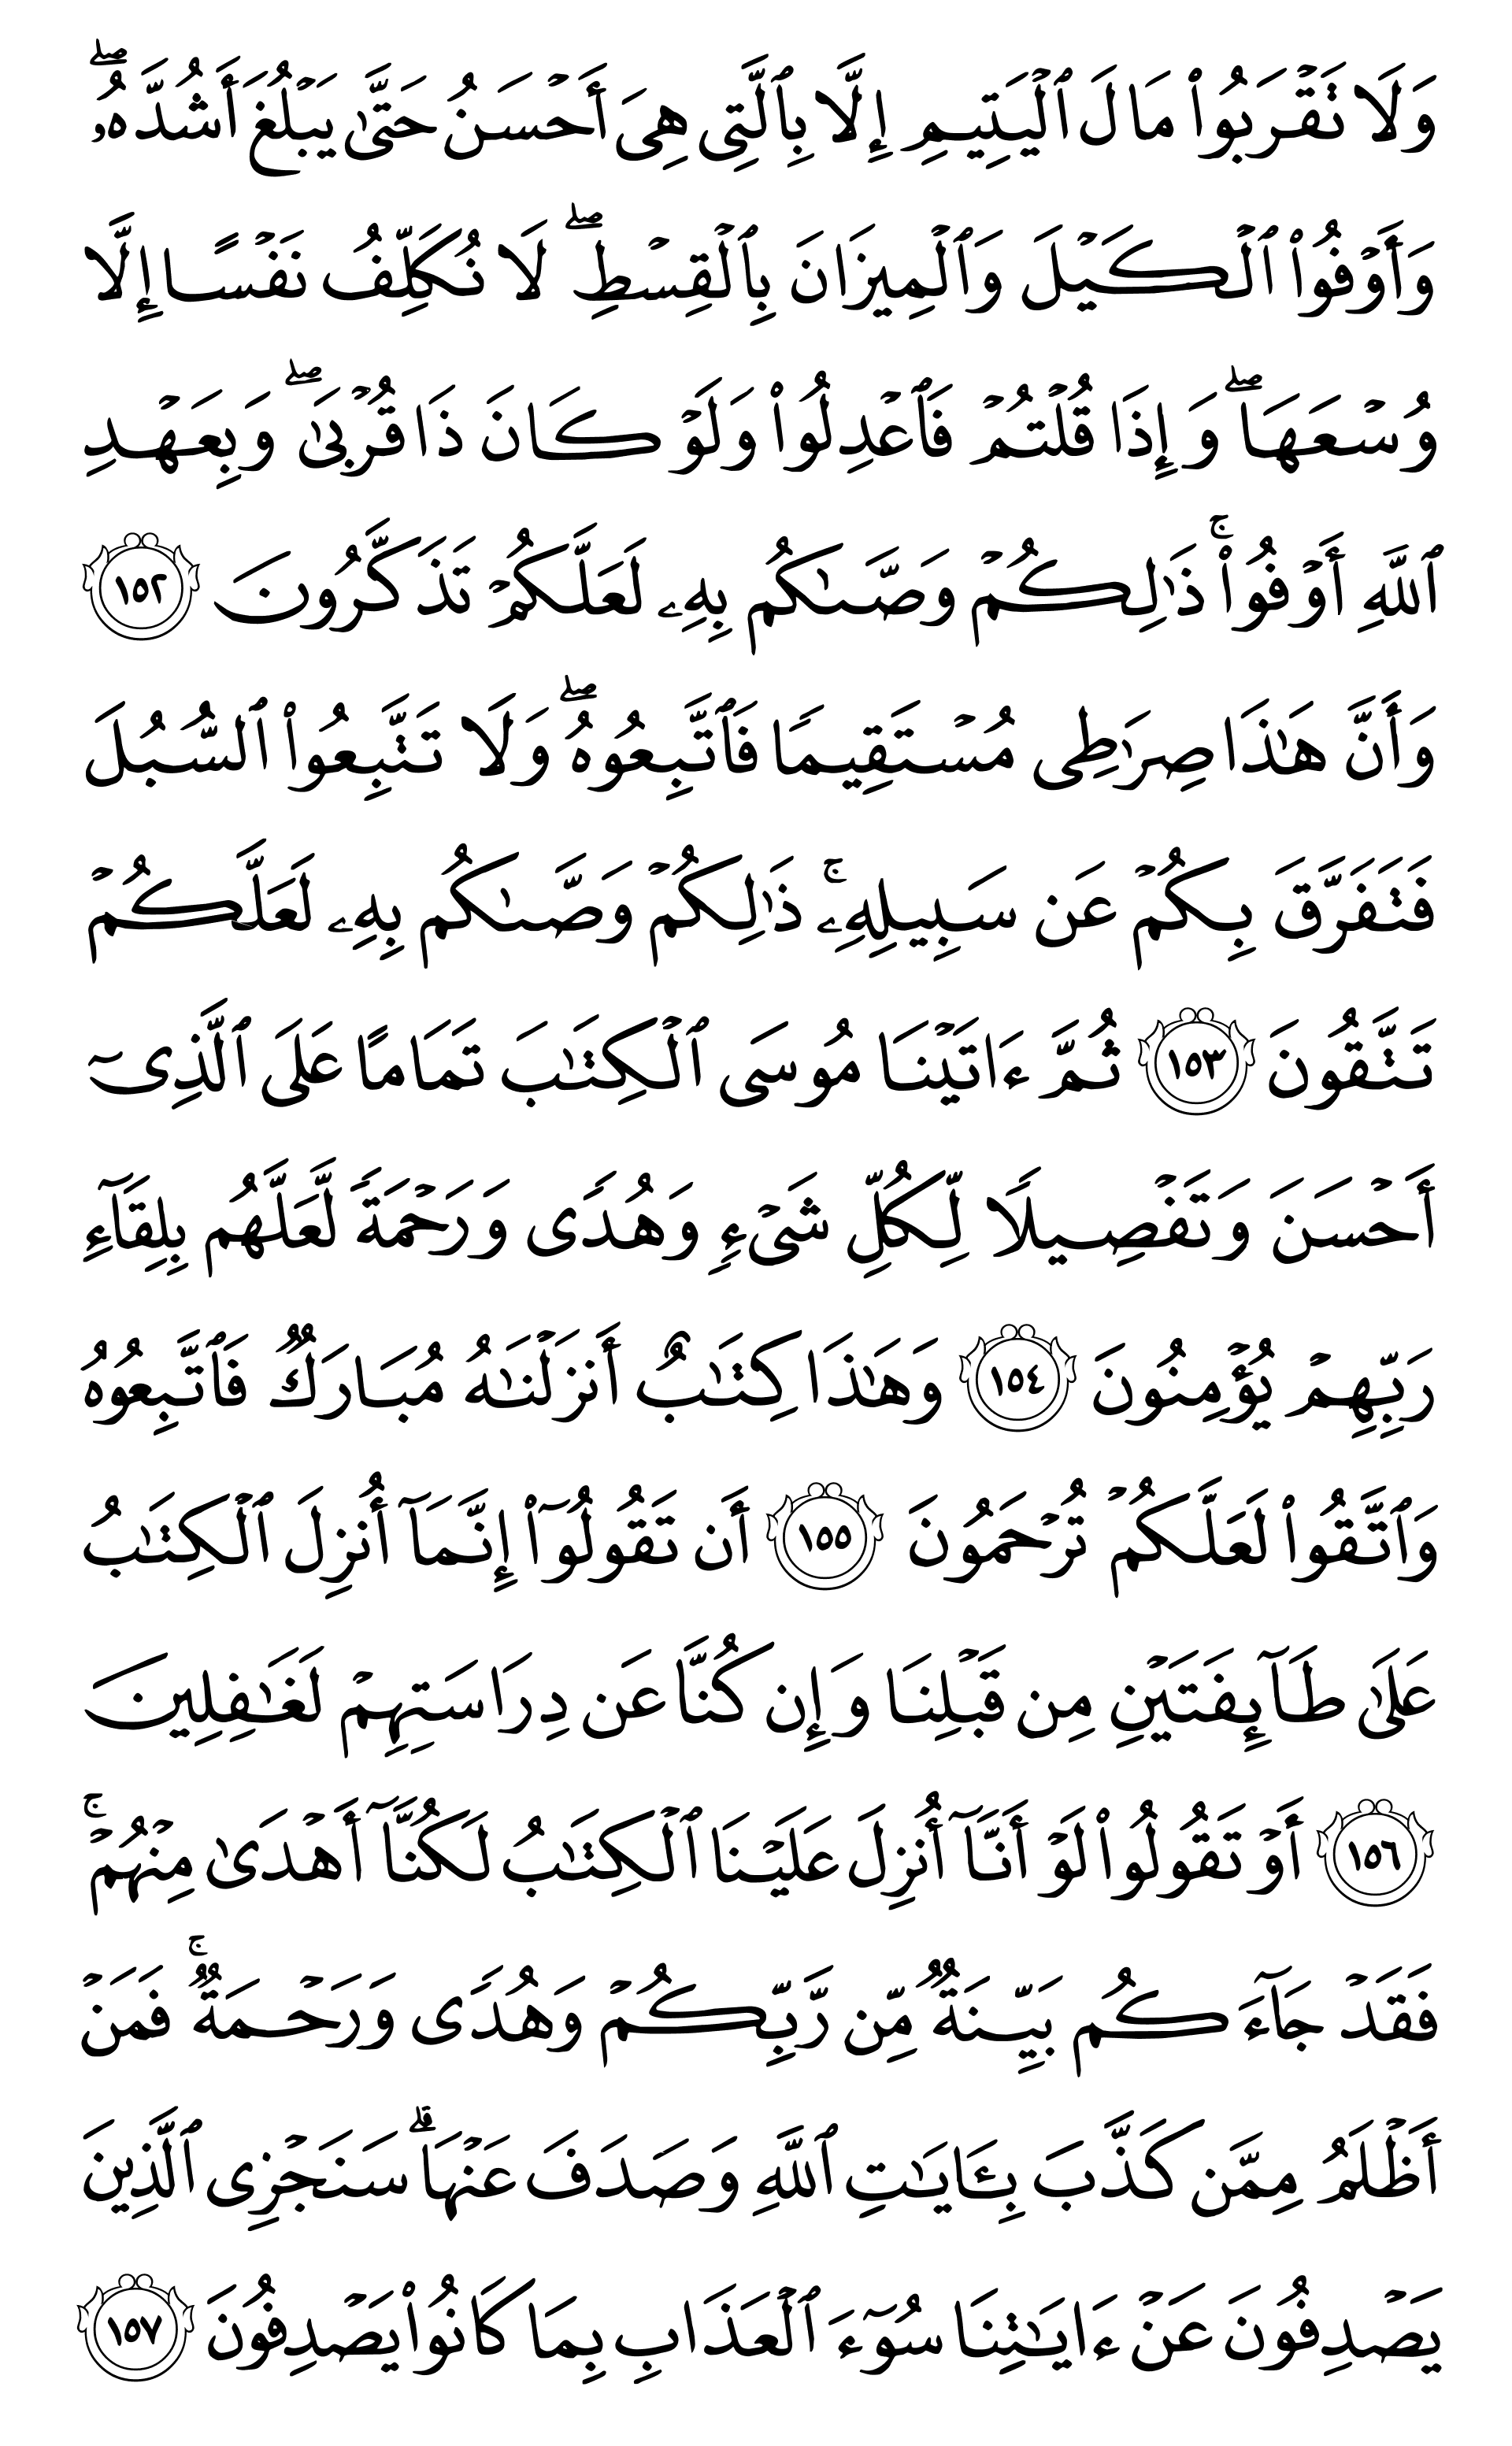 وَلَا تَقْرَبُوا۟ مَالَ ٱلْيَتِيمِ إِلَّا بِٱلَّتِى هِىَ أَحْسَنُ حَتَّىٰ يَبْلُغَ أَشُدَّهُۥ ۖ
وَأَوْفُوا۟ ٱلْكَيْلَ وَٱلْمِيزَانَ بِٱلْقِسْطِ ۖ لَا نُكَلِّفُ نَفْسًا إِلَّا
وُسْعَهَا ۖ وَإِذَا قُلْتُمْ فَٱعْدِلُوا۟ وَلَوْ كَانَ ذَا قُرْبَىٰ ۖ وَبِعَهْدِ
ٱللَّهِ أَوْفُوا۟ ۚ ذَٰلِكُمْ وَصَّىٰكُم بِهِۦ لَعَلَّكُمْ تَذَكَّرُونَ ١٥٢
وَأَنَّ هَٰذَا صِرَٰطِى مُسْتَقِيمًا فَٱتَّبِعُوهُ ۖ وَلَا تَتَّبِعُوا۟ ٱلسُّبُلَ
فَتَفَرَّقَ بِكُمْ عَن سَبِيلِهِۦ ۚ ذَٰلِكُمْ وَصَّىٰكُم بِهِۦ لَعَلَّكُمْ
تَتَّقُونَ ١٥٣ ثُمَّ ءَاتَيْنَا مُوسَى ٱلْكِتَٰبَ تَمَامًا عَلَى ٱلَّذِىٓ
أَحْسَنَ وَتَفْصِيلًا لِّكُلِّ شَىْءٍ وَهُدًى وَرَحْمَةً لَّعَلَّهُم بِلِقَآءِ
رَبِّهِمْ يُؤْمِنُونَ ١٥٤ وَهَٰذَا كِتَٰبٌ أَنزَلْنَٰهُ مُبَارَكٌ فَٱتَّبِعُوهُ
وَٱتَّقُوا۟ لَعَلَّكُمْ تُرْحَمُونَ ١٥٥ أَن تَقُولُوٓا۟ إِنَّمَآ أُنزِلَ ٱلْكِتَٰبُ
عَلَىٰ طَآئِفَتَيْنِ مِن قَبْلِنَا وَإِن كُنَّا عَن دِرَاسَتِهِمْ لَغَٰفِلِينَ
١٥٦ أَوْ تَقُولُوا۟ لَوْ أَنَّآ أُنزِلَ عَلَيْنَا ٱلْكِتَٰبُ لَكُنَّآ أَهْدَىٰ مِنْهُمْ ۚ
فَقَدْ جَآءَكُم بَيِّنَةٌ مِّن رَّبِّكُمْ وَهُدًى وَرَحْمَةٌ ۚ فَمَنْ
أَظْلَمُ مِمَّن كَذَّبَ بِـَٔايَٰتِ ٱللَّهِ وَصَدَفَ عَنْهَا ۗ سَنَجْزِى ٱلَّذِينَ
يَصْدِفُونَ عَنْ ءَايَٰتِنَا سُوٓءَ ٱلْعَذَابِ بِمَا كَانُوا۟ يَصْدِفُونَ ١٥٧